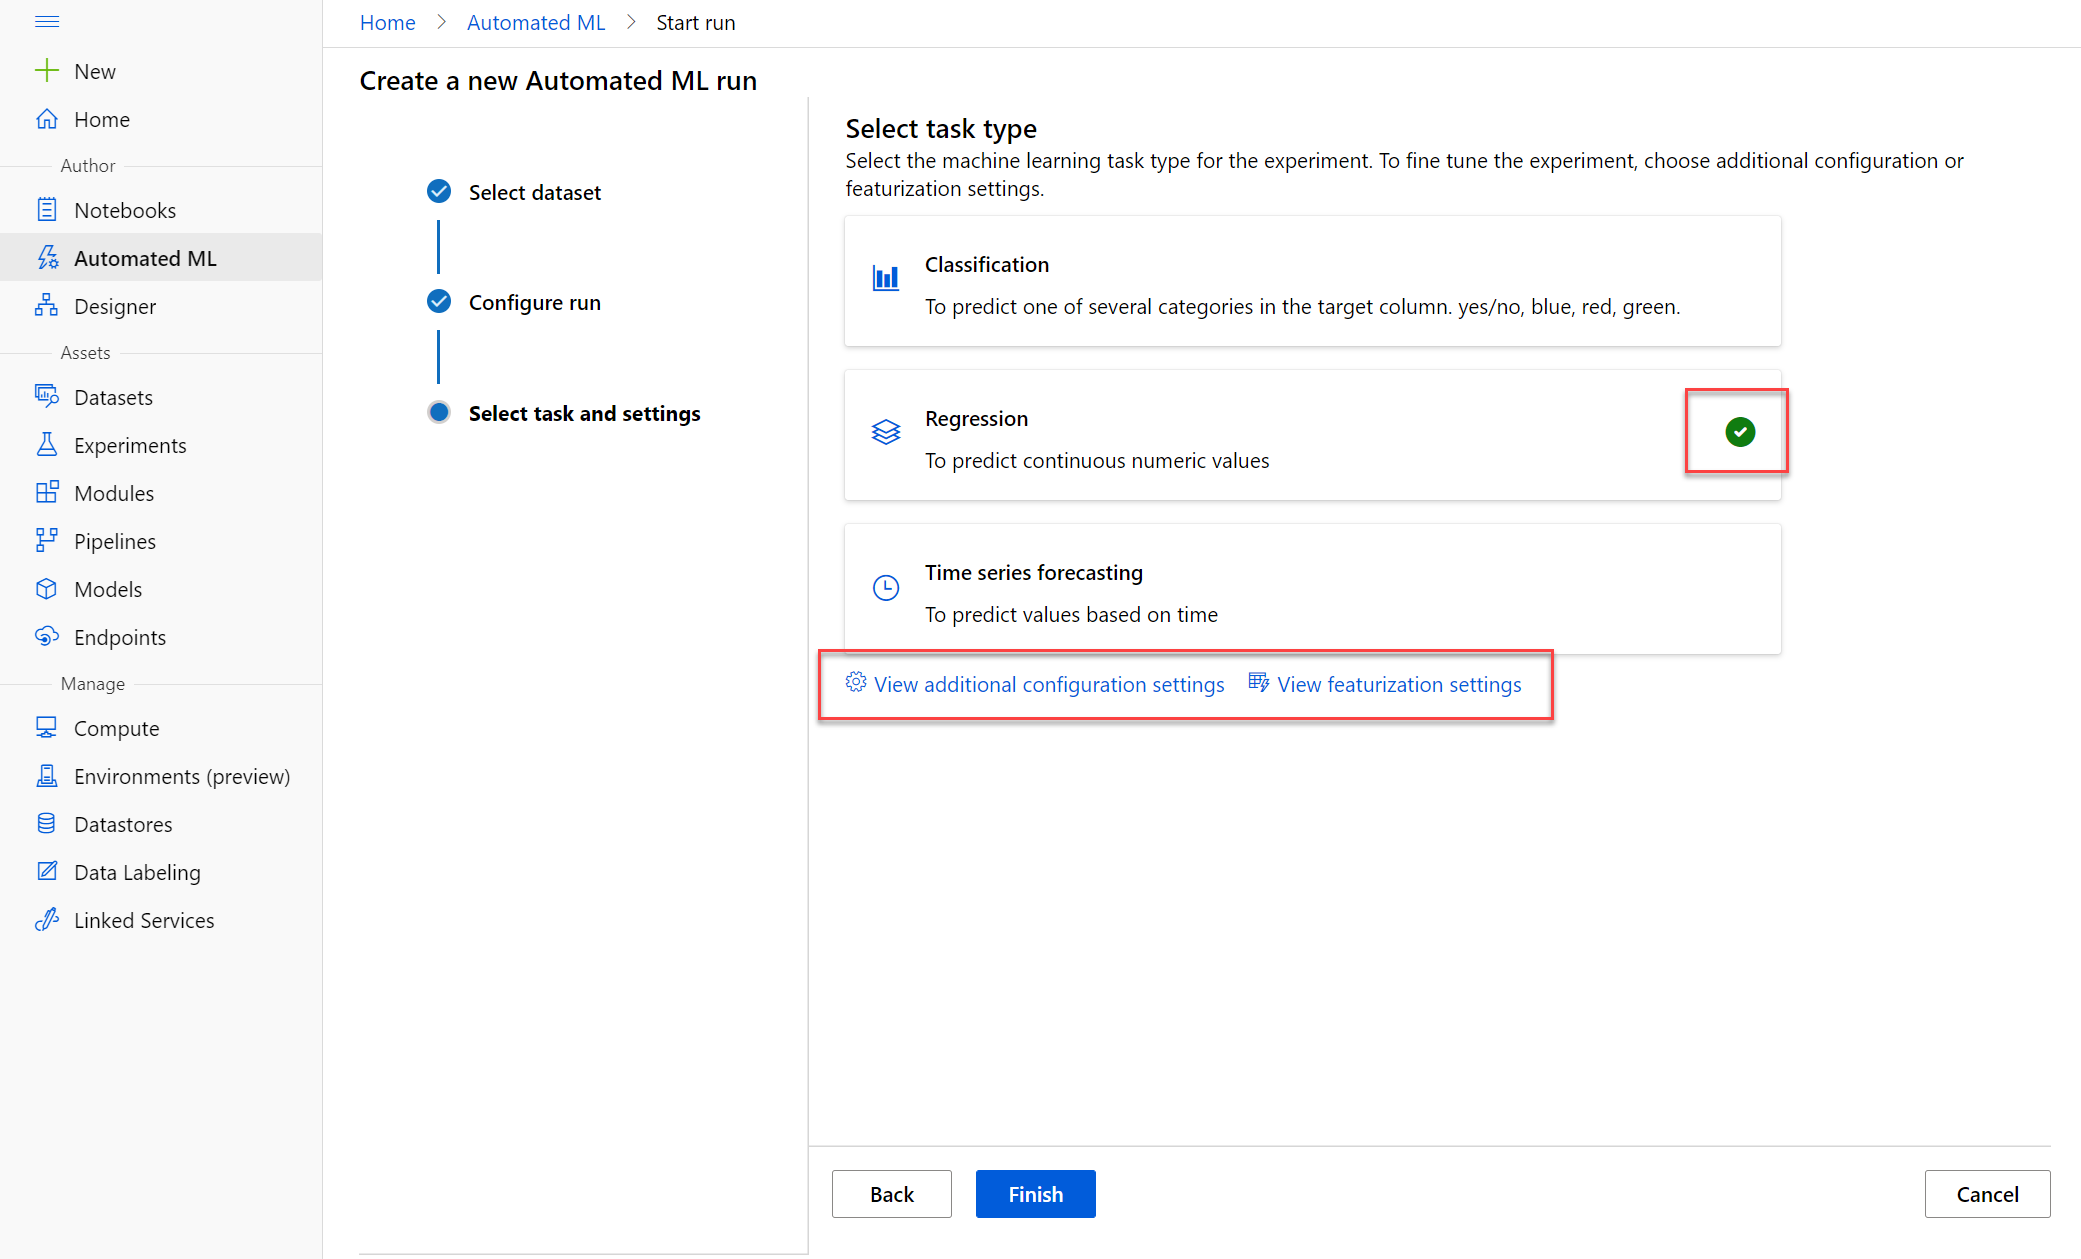 Home > Automated ML > Start run
New
Home
Author
Notebooks
Automated ML
Designer
Assets
Datasets
Experiments
Modules
Pipelines
Models
Endpoints
Manage
Compute
Environments (preview)
Datastores
Data Labeling
Linked Services
Create a new Automated ML run
Select dataset
Configure run
Select task and settings
Select task type
Select the machine learning task type for the experiment. To fine tune the experiment, choose additional configuration or
featurization settings.
Classification
To predict one of several categories in the target column. yes/no, blue, red, green.
Regression
To predict continuous numeric values
Time series forecasting
To predict values based on time
View additional configuration settings View featurization settings
Back Finish Cancel